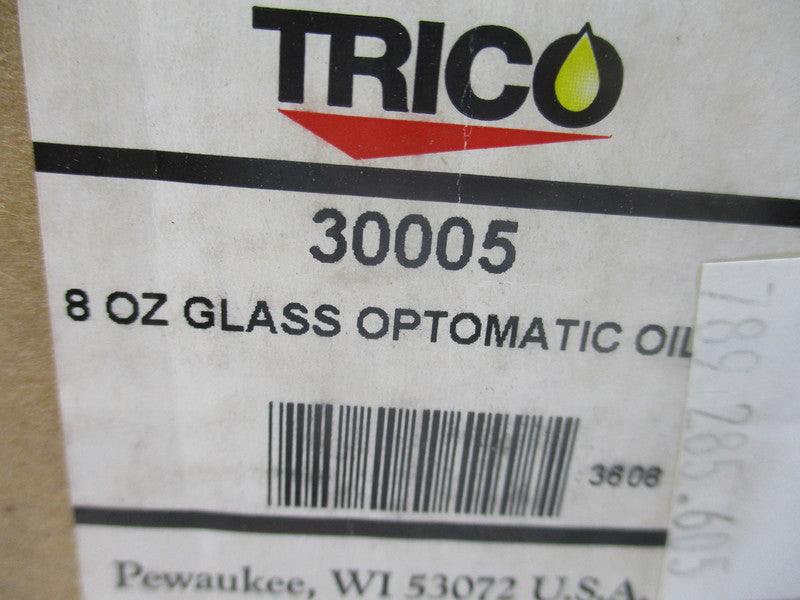 TRICO
30005
8 OZ GLASS OPTOMATIC OIL
3608
789.285.605
Pewaukee, WI 53072 U.S.A.